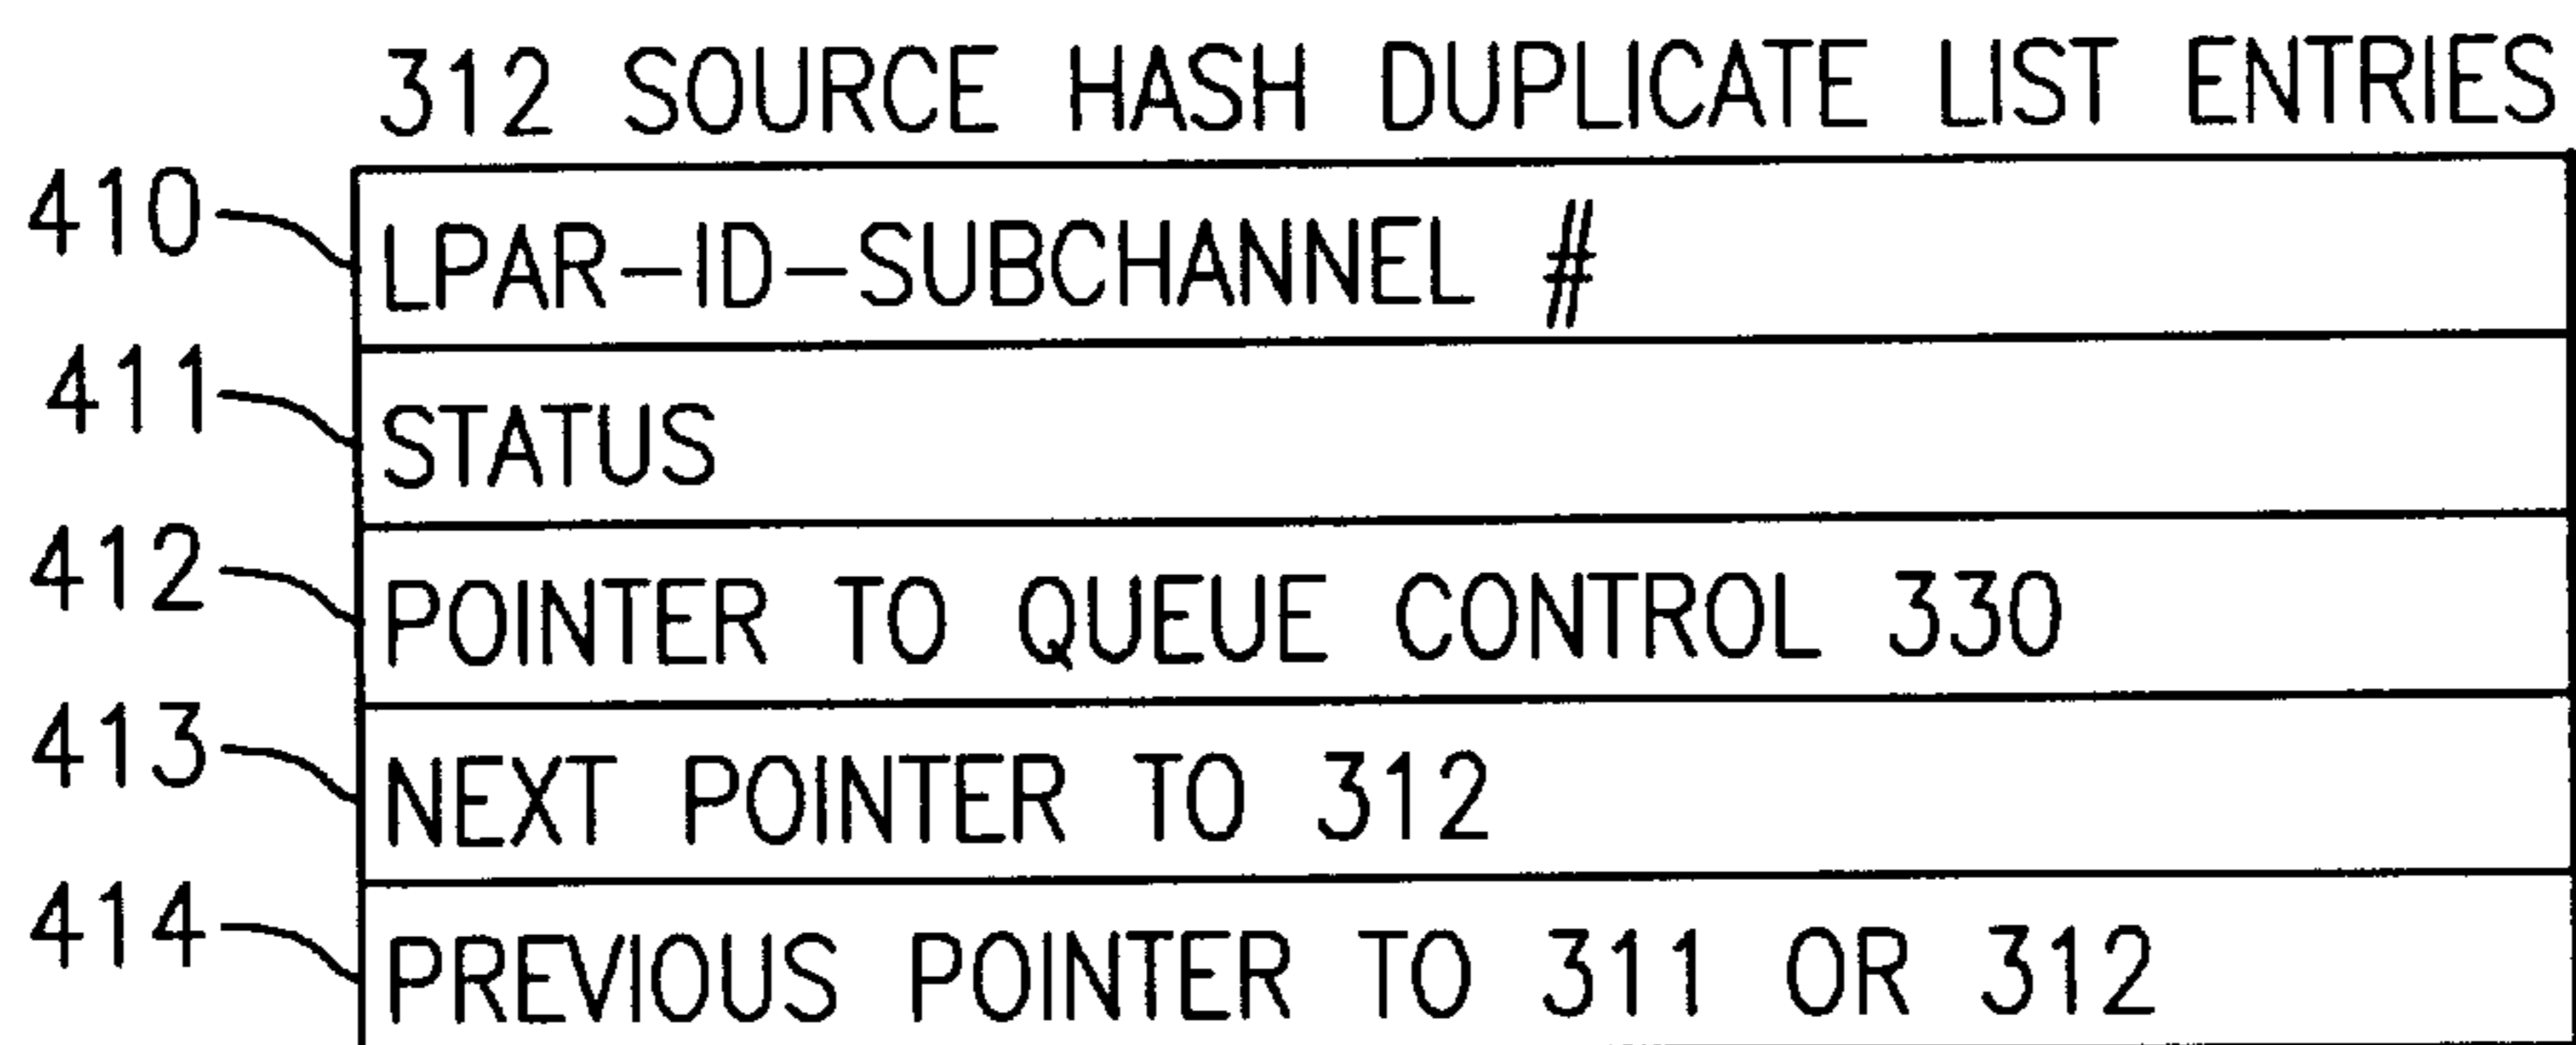 312 SOURCE HASH DUPLICATE LIST ENTRIES
410 LPAR-ID-SUBCHANNEL #
411 STATUS
412 POINTER TO QUEUE CONTROL 330
413 NEXT POINTER TO 312
414 PREVIOUS POINTER TO 311 OR 312